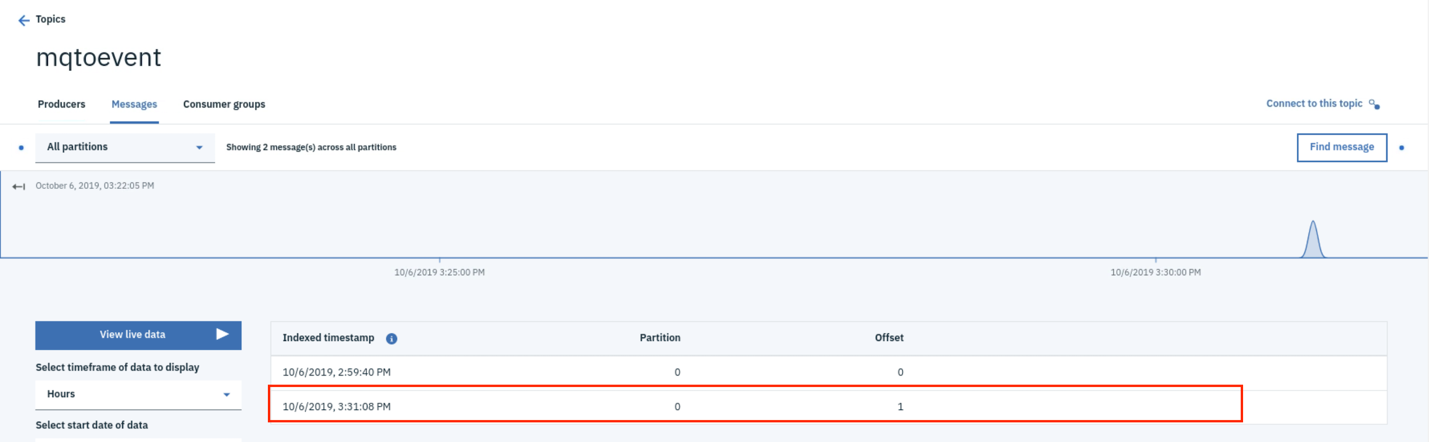 Topics
mqtoevent
Producers Messages Consumer groups Connect to this topic
All partitions Showing 2 message(s) across all partitions Find message
October 6, 2019, 03:22:05 PM
10/6/2019 3:25:00 PM 10/6/2019 3:30:00 PM
View live data
Indexed timestamp Partition Offset
Select timeframe of data to display
10/6/2019, 2:59:40 PM 0 0
Hours
10/6/2019, 3:31:08 PM 0 1
Select start date of data